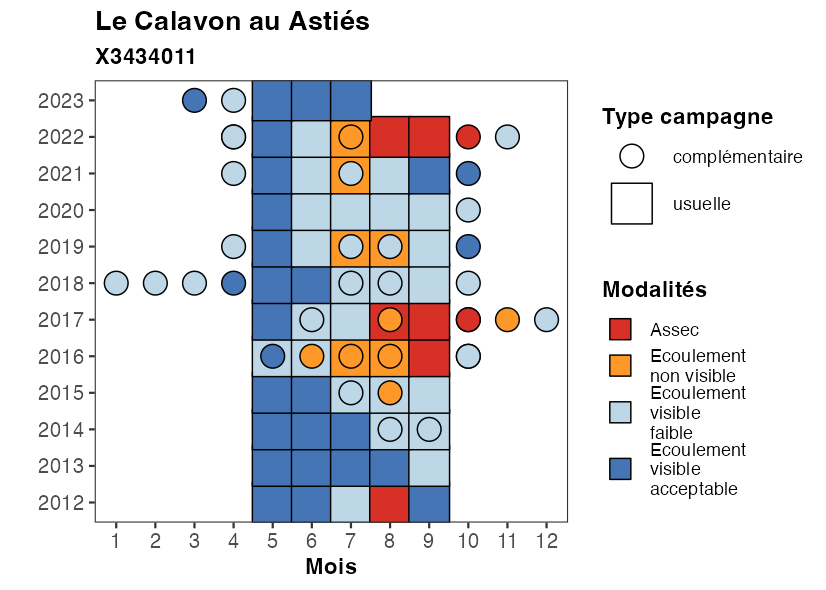 Le Calavon au Astiés
X3434011
2023
2022
2021
2020
2019
2018
2017
2016
2015
2014
2013
2012
1 2 3 4 5 6 7 8 9 10 11 12
Mois
Type campagne
complémentaire
usuelle
Modalités
Assec
Ecoulement
non visible
Ecoulement
visible
faible
Ecoulement
visible
acceptable